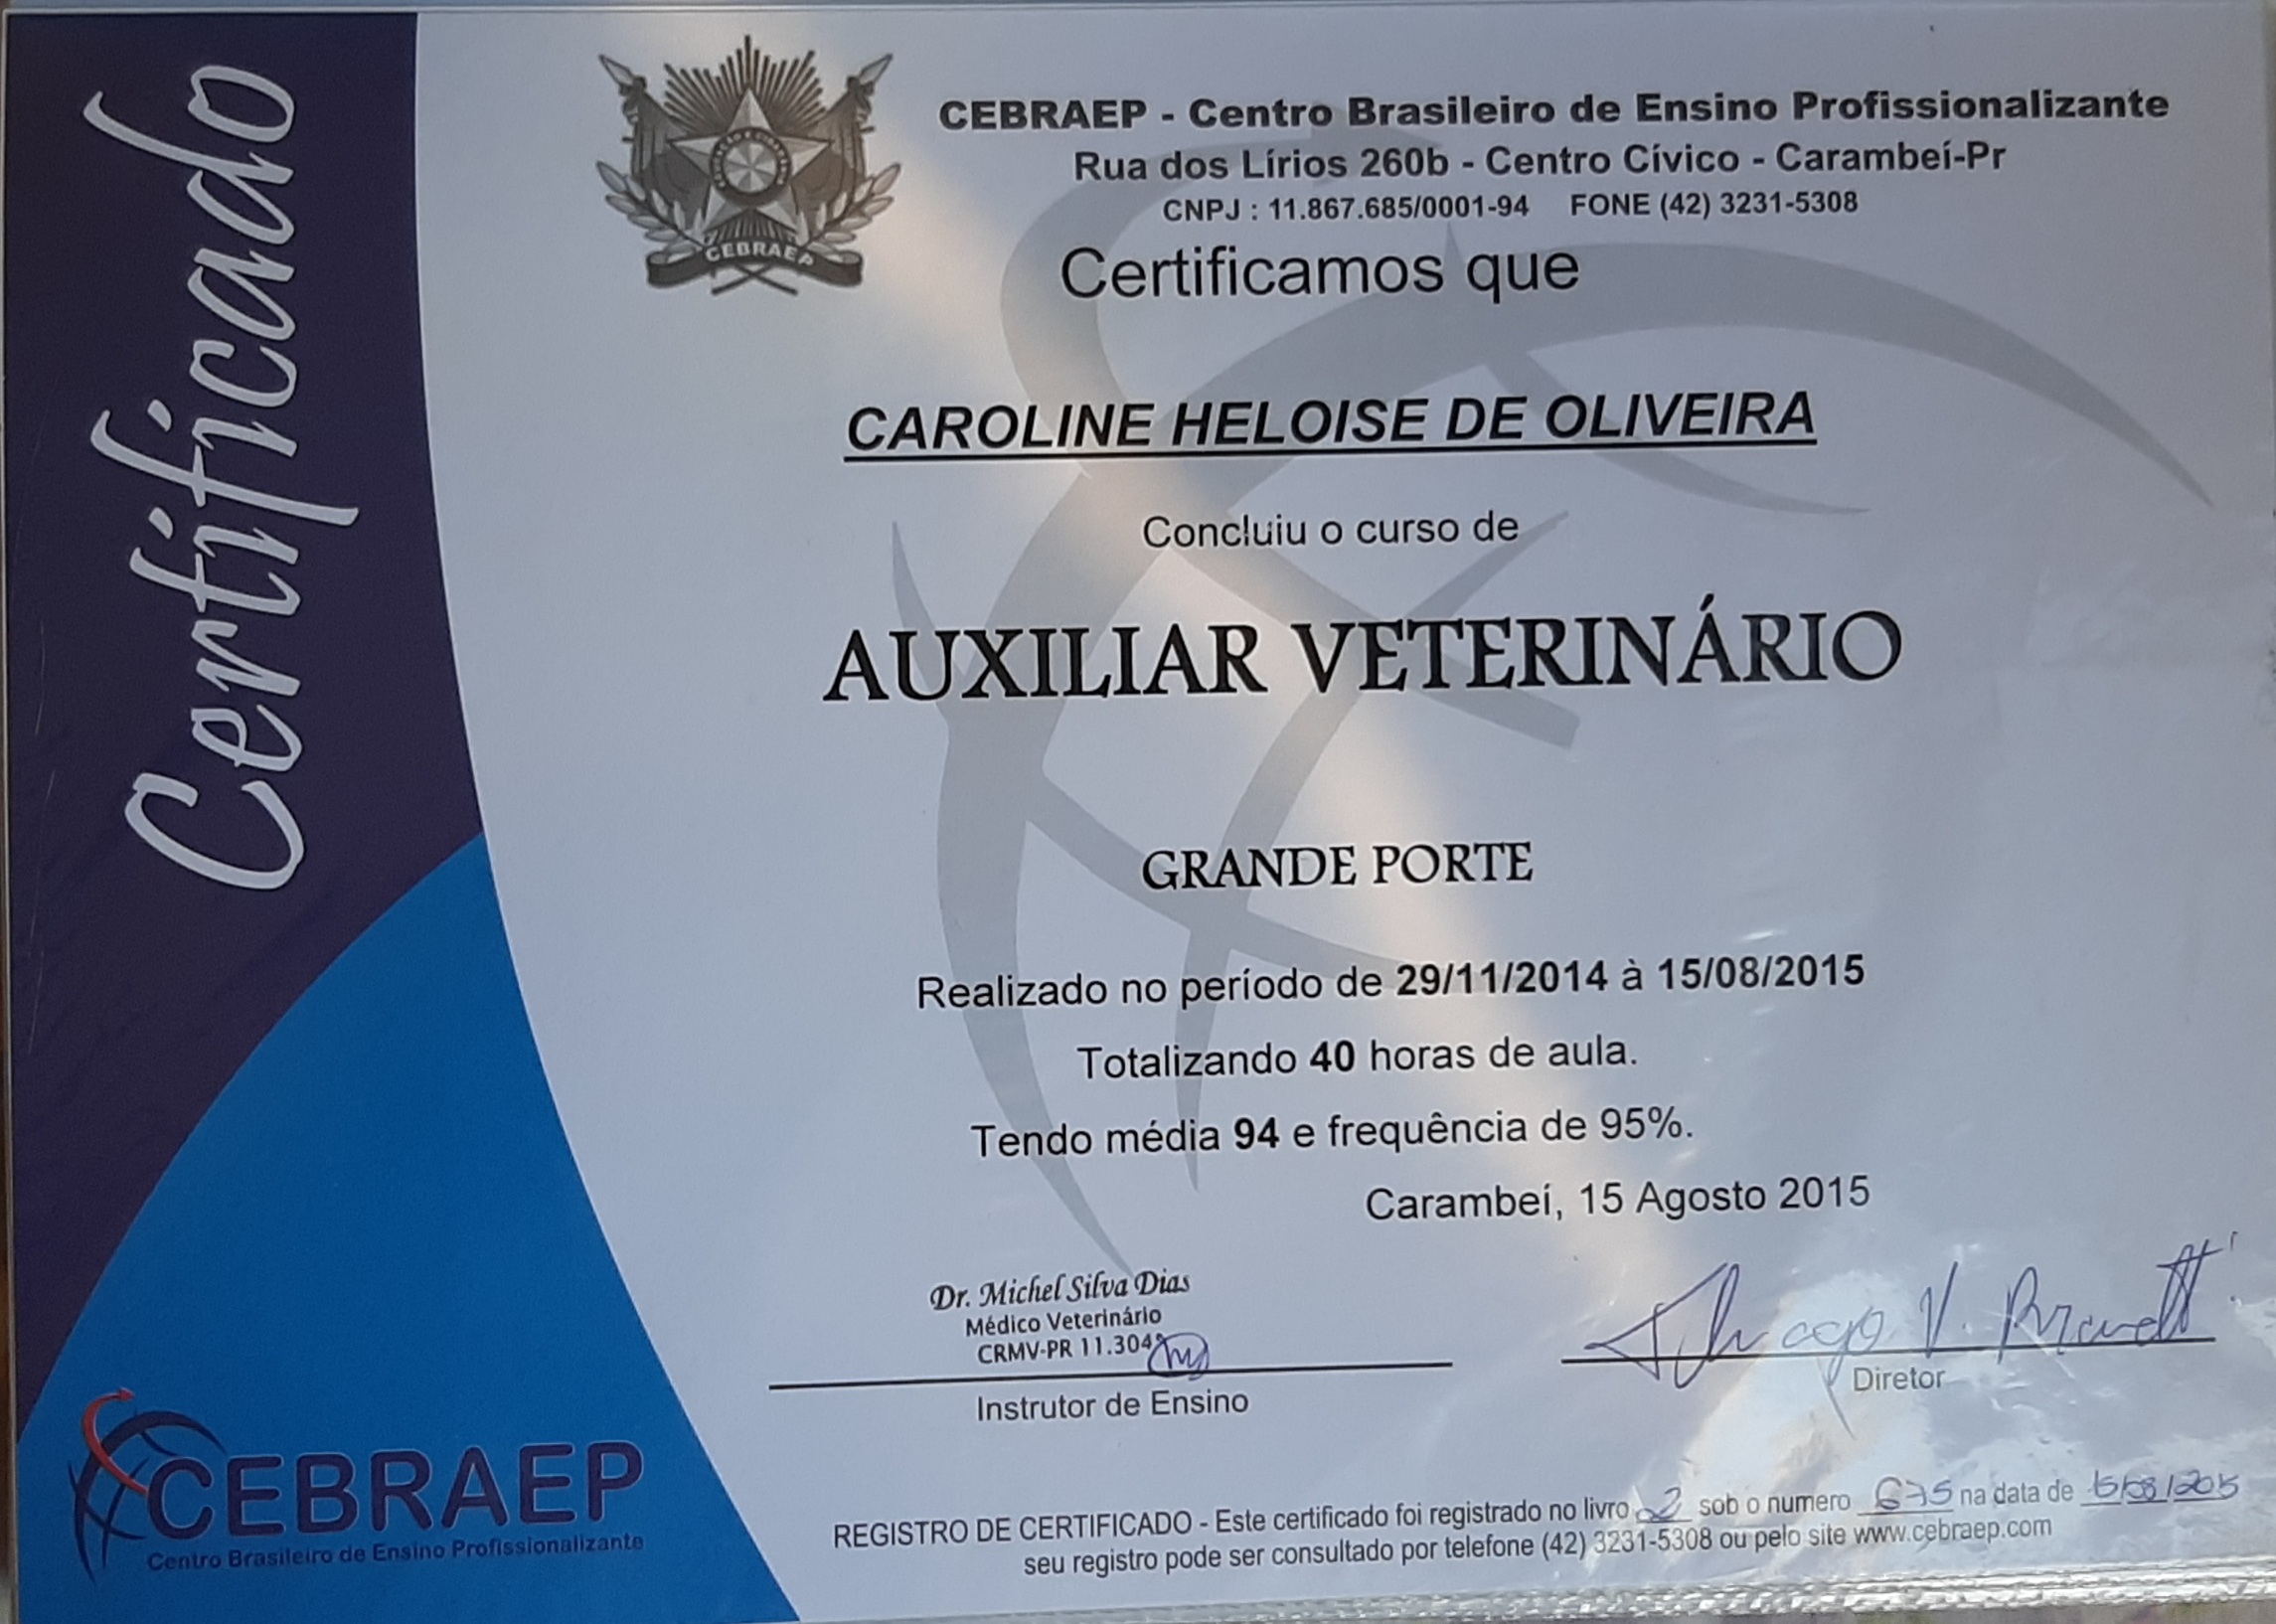 Certificado
CEBRAEP
CEBRAEP - Centro Brasileiro de Ensino Profissionalizante
Rua dos Lírios 260b - Centro Cívico - Carambeí-Pr
CNPJ : 11.867.685/0001-94 FONE (42) 3231-5308
Certificamos que
CAROLINE HELOISE DE OLIVEIRA
Concluiu o curso de
AUXILIAR VETERINÁRIO
GRANDE PORTE
Realizado no período de 29/11/2014 à 15/08/2015
Totalizando 40 horas de aula.
Tendo média 94 e frequência de 95%.
Carambeí, 15 Agosto 2015
Dr. Michel Silva Dias
Médico Veterinário
CRMV-PR 11.304
Instrutor de Ensino
Thiago V. Brandt
Diretor
CEBRAEP
Centro Brasileiro de Ensino Profissionalizante
REGISTRO DE CERTIFICADO - Este certificado foi registrado no livro 02 sob o numero 675 na data de 15/08/2015
seu registro pode ser consultado por telefone (42) 3231-5308 ou pelo site www.cebraep.com